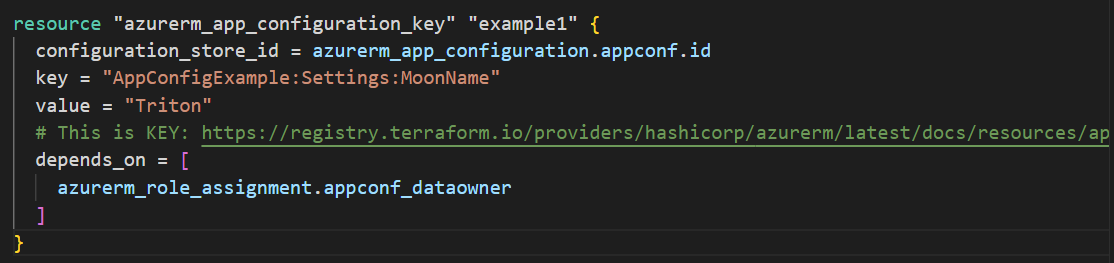 resource "azurerm_app_configuration_key" "example1" {
configuration_store_id = azurerm_app_configuration.appconf.id
key = "AppConfigExample:Settings:MoonName"
value = "Triton"
# This is KEY: https://registry.terraform.io/providers/hashicorp/azurerm/latest/docs/resources/ap
depends_on = [
azurerm_role_assignment.appconf_dataowner
]
}